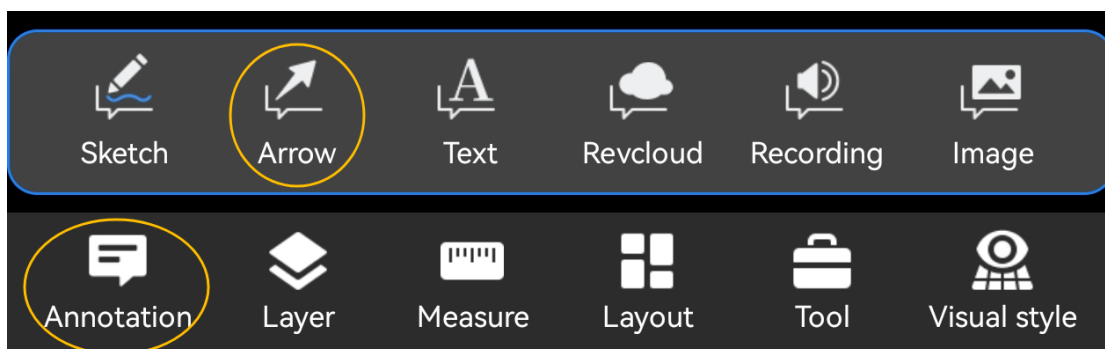 Sketch Arrow Text Revcloud Recording Image
Annotation Layer Measure Layout Tool Visual style